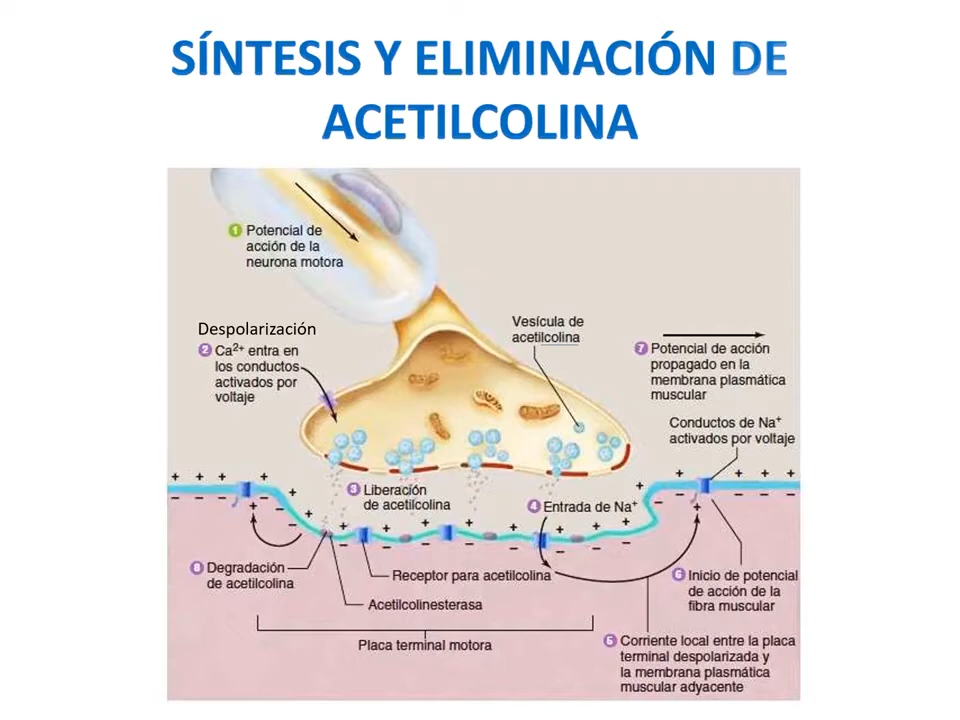 SÍNTESIS Y ELIMINACIÓN DE
ACETILCOLINA
1 Potencial de
acción de la
neurona motora
Despolarización
2 Ca²⁺ entra en
los conductos
activados por
voltaje
Vesícula de
acetilcolina
7 Potencial de acción
propagado en la
membrana plasmática
muscular
Conductos de Na⁺
activados por voltaje
3 Liberación
de acetilcolina
4 Entrada de Na⁺
8 Degradación
de acetilcolina
Receptor para acetilcolina
Acetilcolinesterasa
6 Inicio de potencial
de acción de la
fibra muscular
Placa terminal motora
5 Corriente local entre la placa
terminal despolarizada y
la membrana plasmática
muscular adyacente